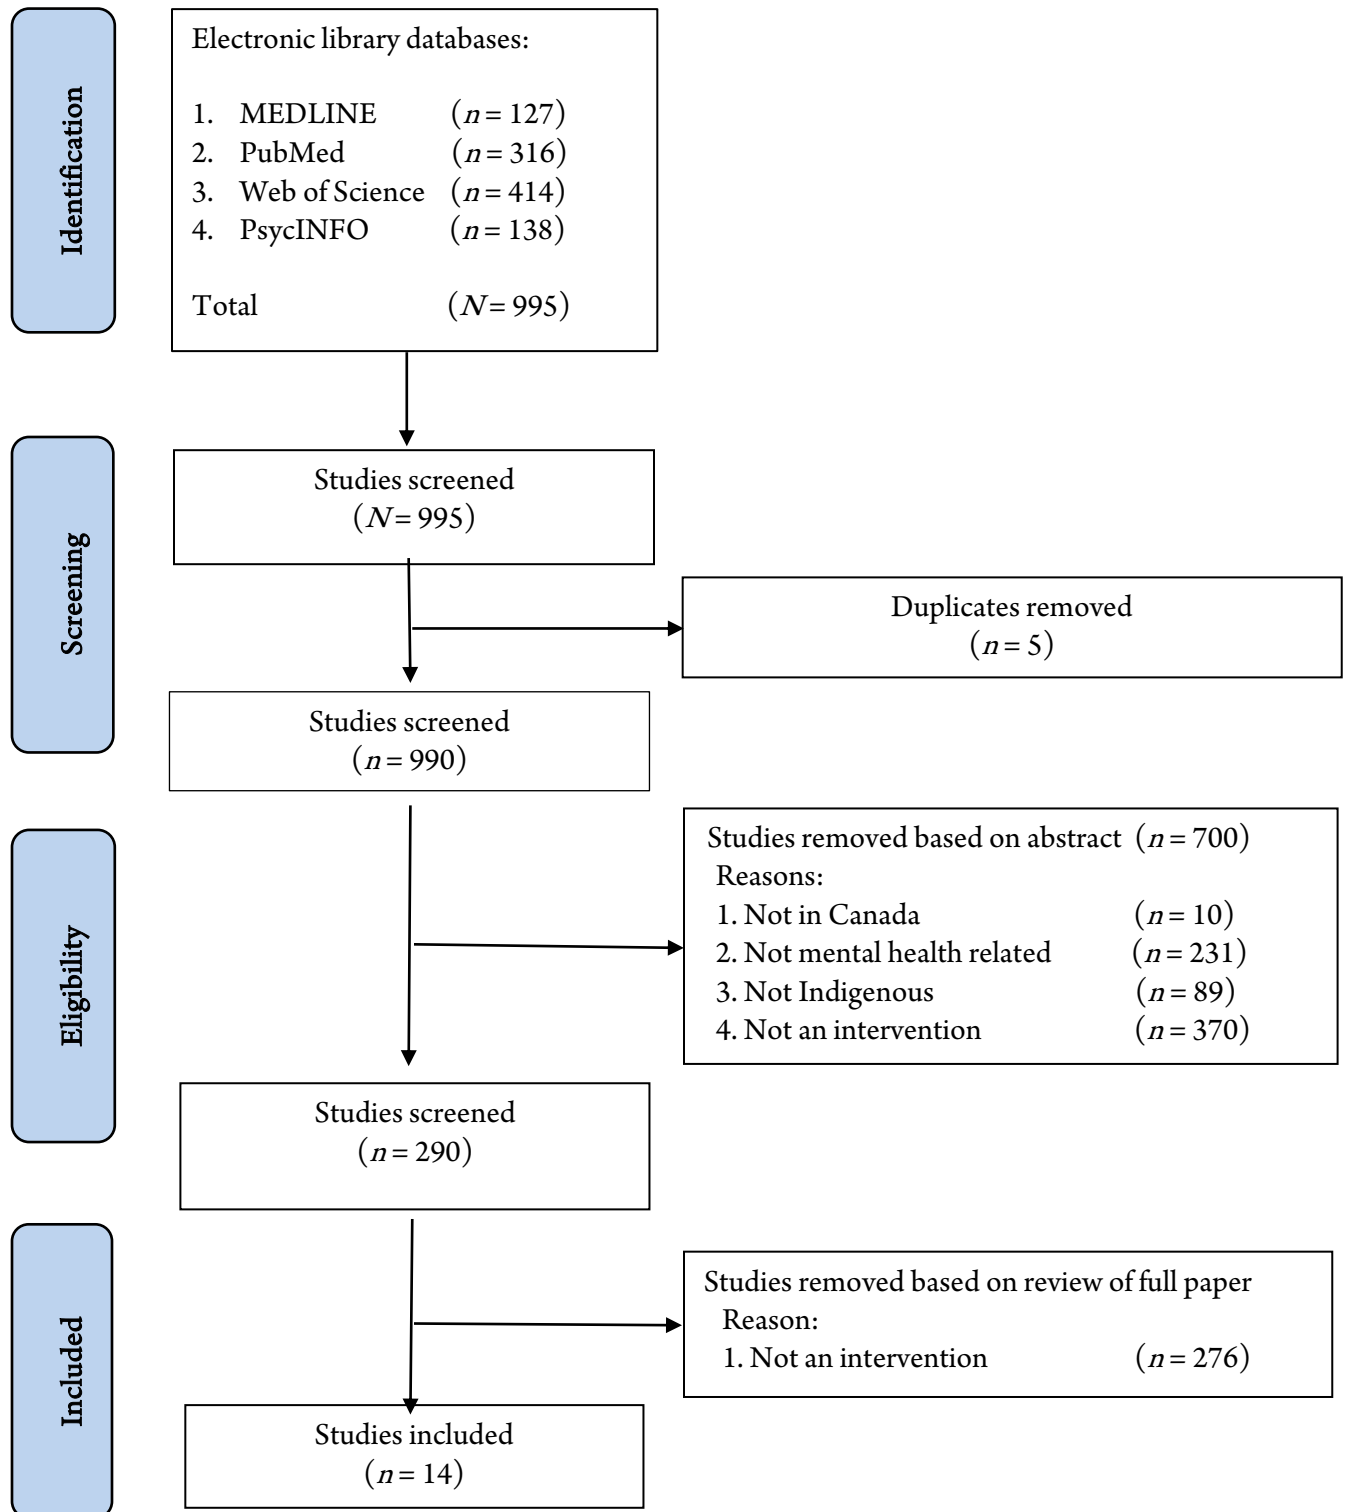 Identification
Electronic library databases:
1. MEDLINE (n = 127)
2. PubMed (n = 316)
3. Web of Science (n = 414)
4. PsycINFO (n = 138)
Total (N = 995)
Screening
Studies screened
(N = 995)
Duplicates removed
(n = 5)
Studies screened
(n = 990)
Eligibility
Studies removed based on abstract (n = 700)
Reasons:
1. Not in Canada (n = 10)
2. Not mental health related (n = 231)
3. Not Indigenous (n = 89)
4. Not an intervention (n = 370)
Studies screened
(n = 290)
Included
Studies removed based on review of full paper
Reason:
1. Not an intervention (n = 276)
Studies included
(n = 14)